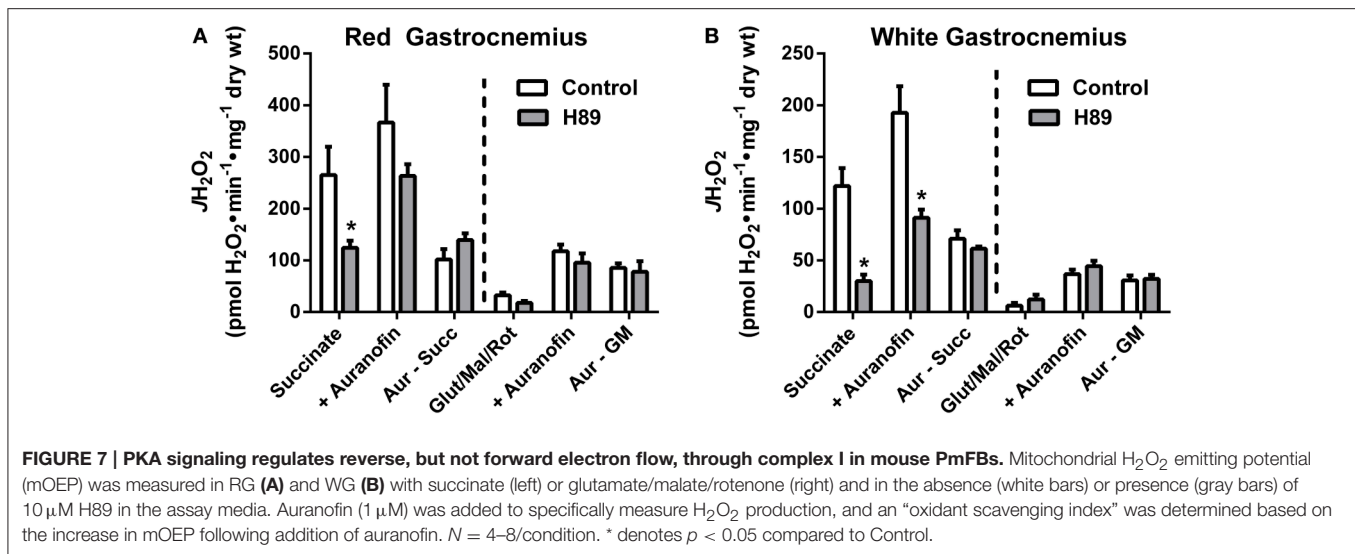 A Red Gastrocnemius
JH₂O₂
(pmol H₂O₂•min⁻¹•mg⁻¹ dry wt)
500
400
300
200
100
0
Control
H89
*
Succinate
+ Auranofin
Aur - Succ
Glut/Mal/Rot
+ Auranofin
Aur - GM
B White Gastrocnemius
JH₂O₂
(pmol H₂O₂•min⁻¹•mg⁻¹ dry wt)
250
200
150
100
50
0
Control
H89
*
*
Succinate
+ Auranofin
Aur - Succ
Glut/Mal/Rot
+ Auranofin
Aur - GM
FIGURE 7 | PKA signaling regulates reverse, but not forward electron flow, through complex I in mouse PmFBs. Mitochondrial H₂O₂ emitting potential
(mOEP) was measured in RG (A) and WG (B) with succinate (left) or glutamate/malate/rotenone (right) and in the absence (white bars) or presence (gray bars) of
10 μM H89 in the assay media. Auranofin (1 μM) was added to specifically measure H₂O₂ production, and an “oxidant scavenging index” was determined based on
the increase in mOEP following addition of auranofin. N = 4–8/condition. * denotes p < 0.05 compared to Control.